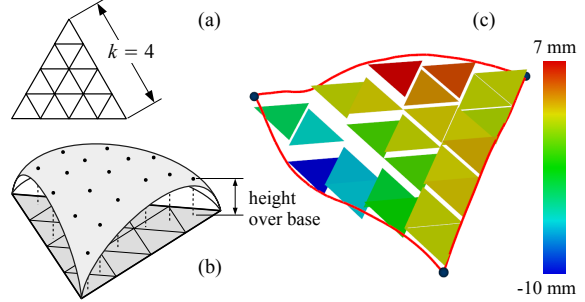 (a)
k = 4
(c)
7 mm
-10 mm
height
over base
(b)